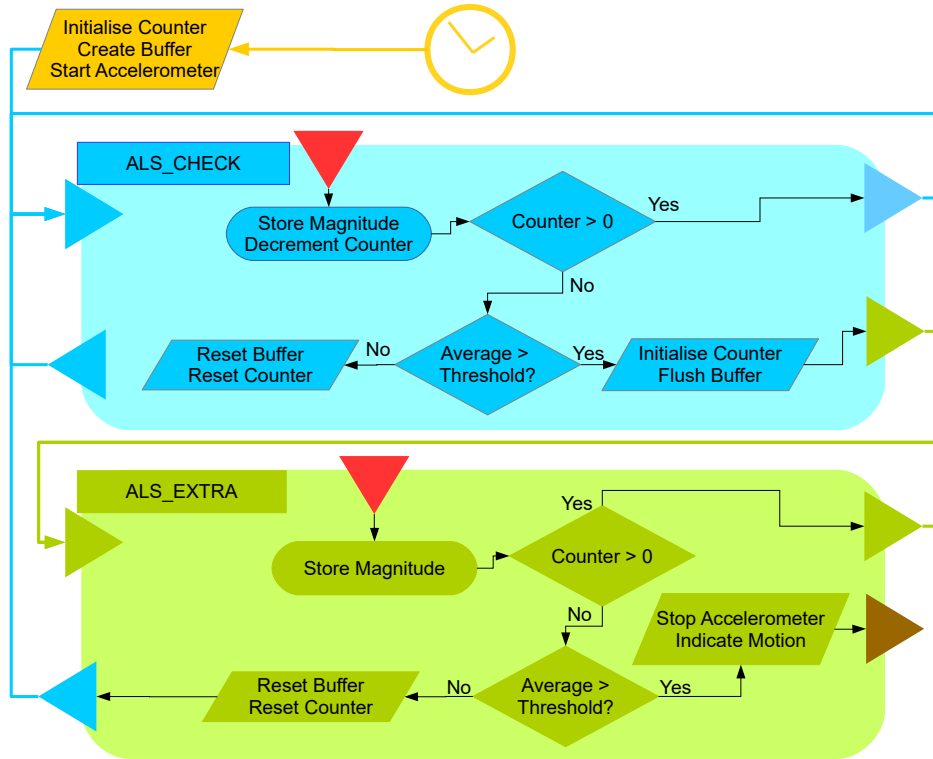 Initialise Counter
Create Buffer
Start Accelerometer
ALS_CHECK
Store Magnitude
Decrement Counter
Counter > 0
Yes
No
Average >
Threshold?
No
Reset Buffer
Reset Counter
Yes
Initialise Counter
Flush Buffer
ALS_EXTRA
Store Magnitude
Counter > 0
Yes
No
Average >
Threshold?
No
Reset Buffer
Reset Counter
Yes
Stop Accelerometer
Indicate Motion